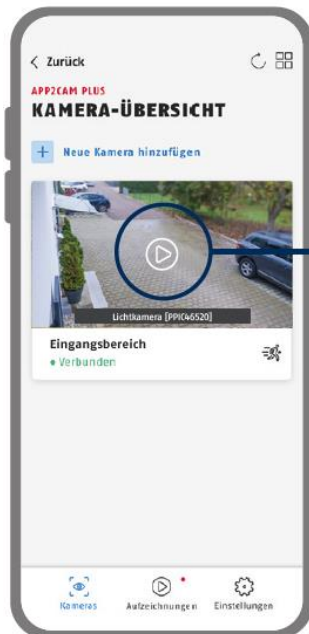 Zurück
APP2CAM PLUS
KAMERA-ÜBERSICHT
+ Neue Kamera hinzufügen
Lichtkamera [PPIC46520]
Eingangsbereich
• Verbunden
Kameras Aufzeichnungen Einstellungen